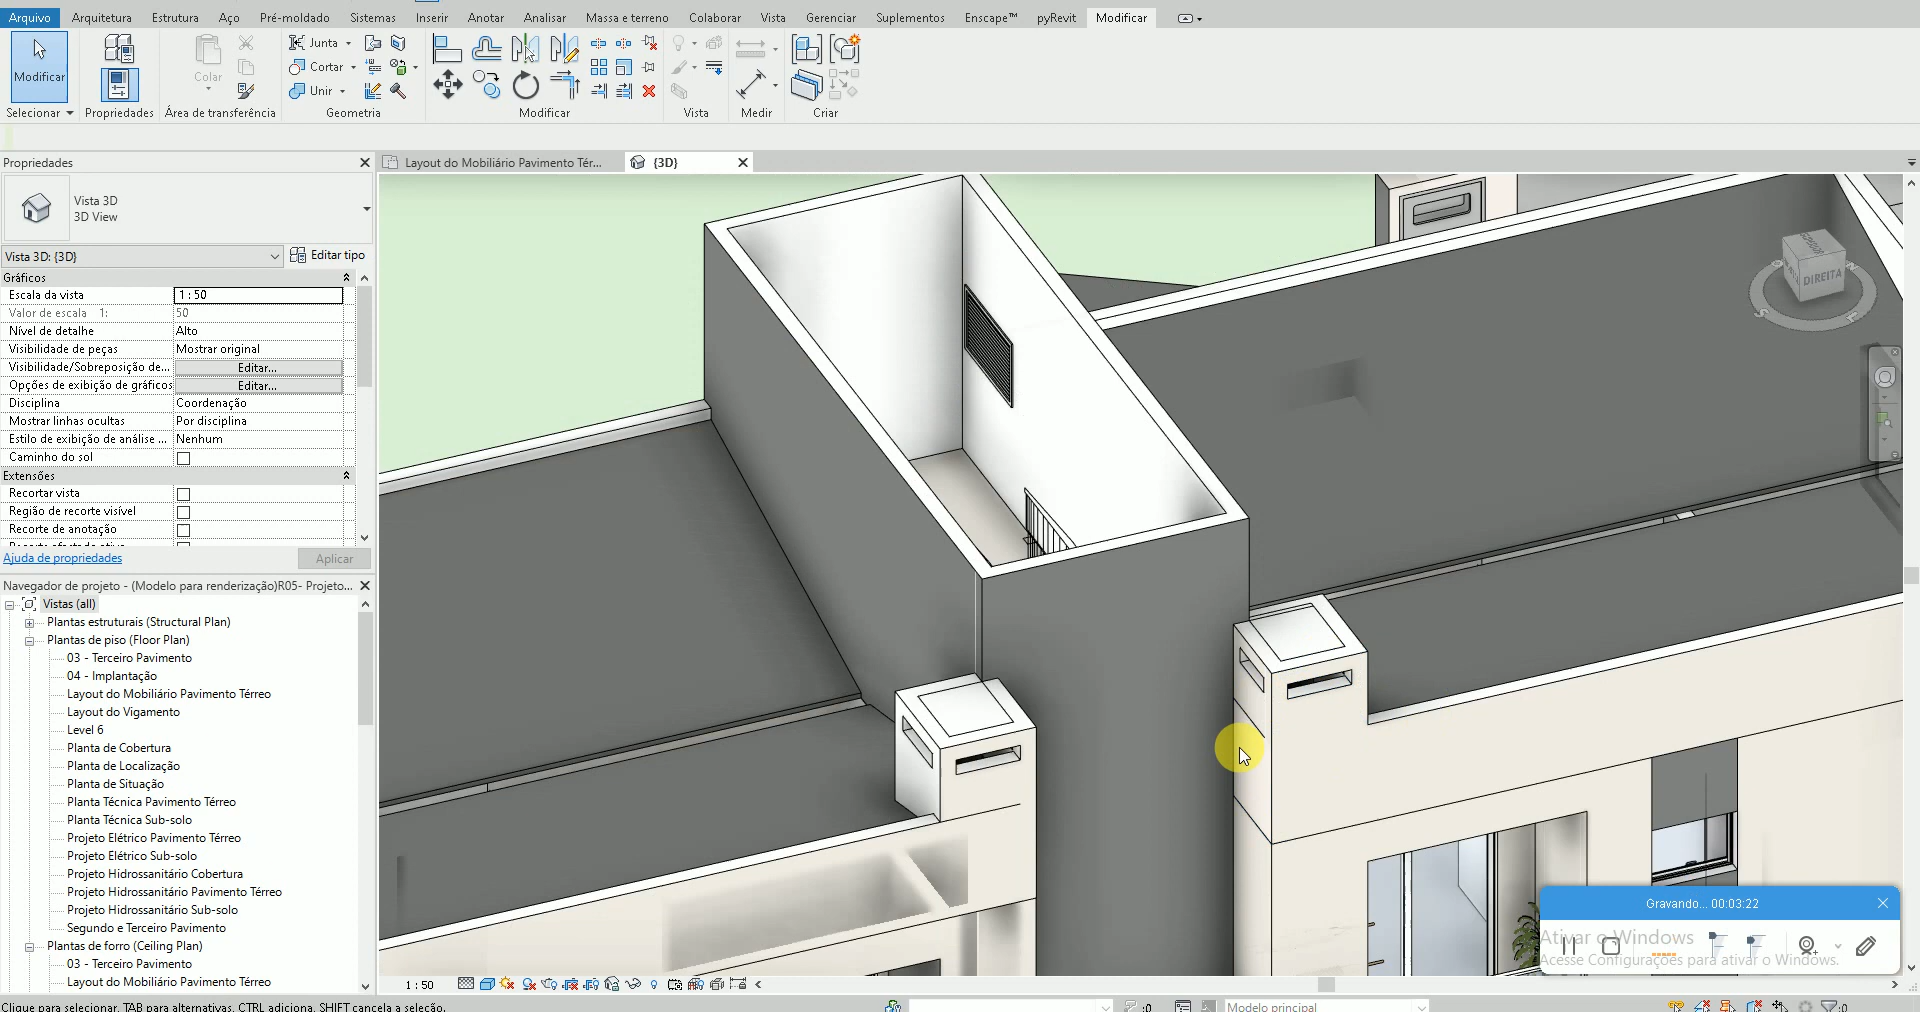 Arquivo Arquitetura Estrutura Aço Pré-moldado Sistemas Inserir Anotar Analisar Massa e terreno Colaborar Vista Gerenciar Suplementos Enscape™ pyRevit Modificar
Modificar Colar Junta Cortar Unir
Selecionar Propriedades Área de transferência Geometria Modificar Vista Medir Criar
Propriedades
Layout do Mobiliário Pavimento Tér... {3D}
Vista 3D
3D View
Vista 3D: {3D} Editar tipo
Gráficos
Escala da vista 1 : 50
Valor de escala 1: 50
Nível de detalhe Alto
Visibilidade de peças Mostrar original
Visibilidade/Sobreposição de... Editar...
Opções de exibição de gráficos Editar...
Disciplina Coordenação
Mostrar linhas ocultas Por disciplina
Estilo de exibição de análise ... Nenhum
Caminho do sol
Extensões
Recortar vista
Região de recorte visível
Recorte de anotação
Ajuda de propriedades Aplicar
Navegador de projeto - (Modelo para renderização)R05- Projeto...
Vistas (all)
Plantas estruturais (Structural Plan)
Plantas de piso (Floor Plan)
03 - Terceiro Pavimento
04 - Implantação
Layout do Mobiliário Pavimento Térreo
Layout do Vigamento
Level 6
Planta de Cobertura
Planta de Localização
Planta de Situação
Planta Técnica Pavimento Térreo
Planta Técnica Sub-solo
Projeto Elétrico Pavimento Térreo
Projeto Elétrico Sub-solo
Projeto Hidrossanitário Cobertura
Projeto Hidrossanitário Pavimento Térreo
Projeto Hidrossanitário Sub-solo
Segundo e Terceiro Pavimento
Plantas de forro (Ceiling Plan)
03 - Terceiro Pavimento
Layout do Mobiliário Pavimento Térreo
DIREITA
Gravando... 00:03:22
Ativar o Windows
Acesse Configurações para ativar o Windows.
1 : 50
Clique para selecionar, TAB para alternativas, CTRL adiciona, SHIFT cancela a seleção.
:0 Modelo principal :0